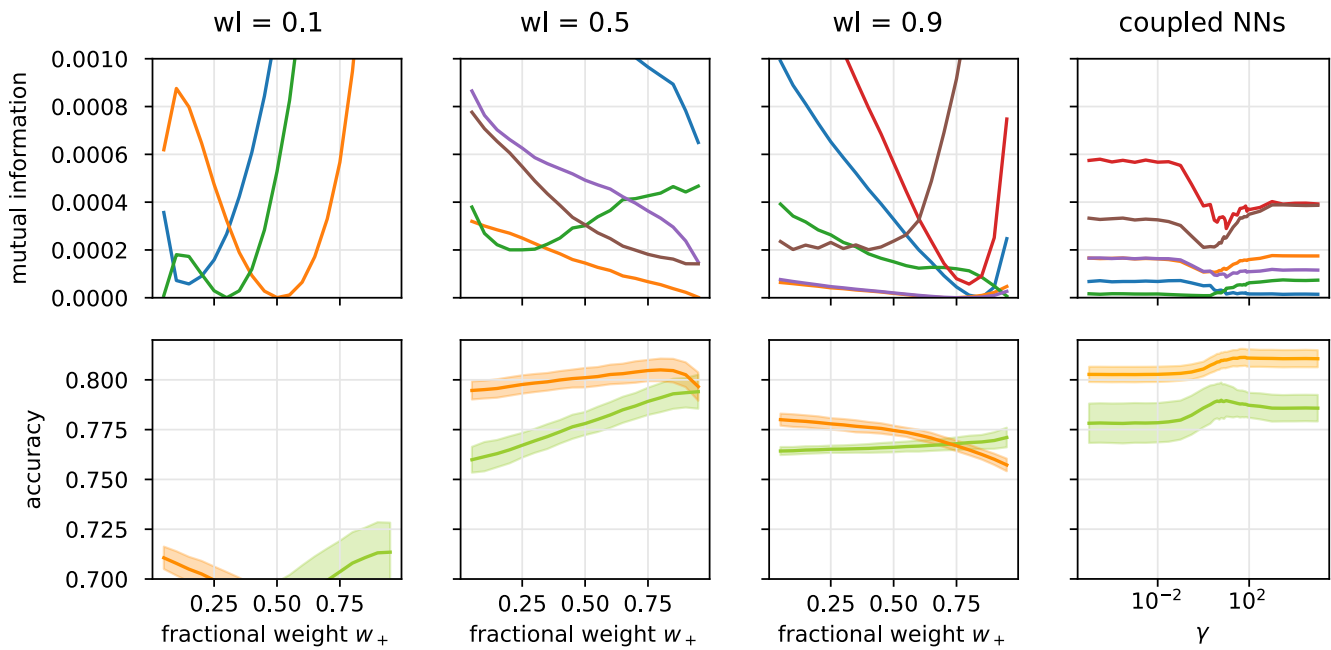 wl = 0.1
wl = 0.5
wl = 0.9
coupled NNs
mutual information
0.0010
0.0008
0.0006
0.0004
0.0002
0.0000
accuracy
0.800
0.775
0.750
0.725
0.700
0.25 0.50 0.75
0.25 0.50 0.75
0.25 0.50 0.75
10⁻² 10²
fractional weight w₊
fractional weight w₊
fractional weight w₊
γ